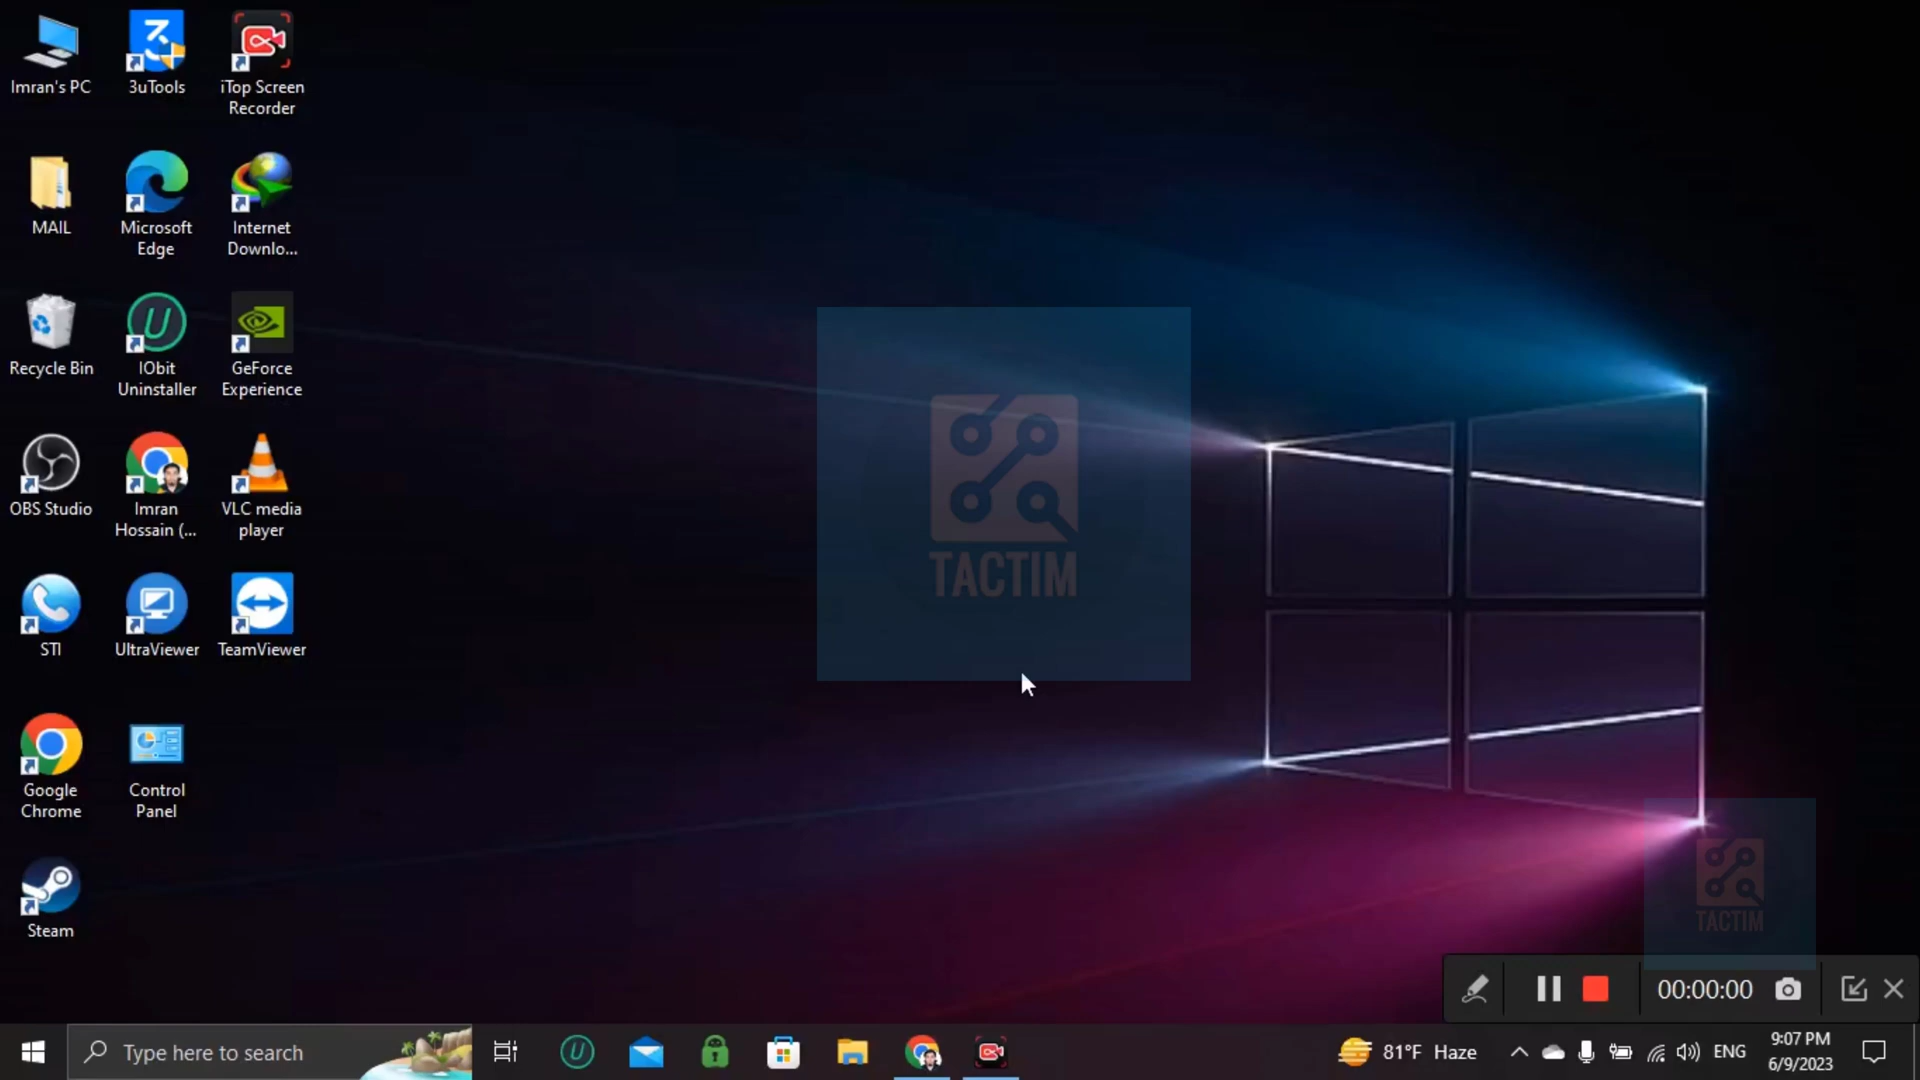 Imran's PC
3uTools
iTop Screen
Recorder
MAIL
Microsoft
Edge
Internet
Downlo...
Recycle Bin
IObit
Uninstaller
GeForce
Experience
OBS Studio
Imran
Hossain (...
VLC media
player
STI
UltraViewer
TeamViewer
Google
Chrome
Control
Panel
Steam
TACTIM
TACTIM
00:00:00
Type here to search
81°F Haze
ENG
9:07 PM
6/9/2023